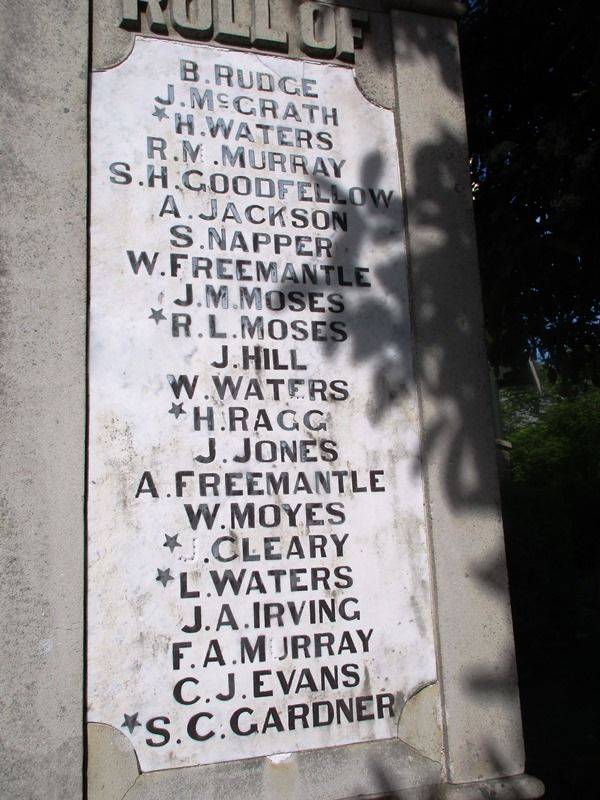 ROLL OF
B. RUDGE
J. McGRATH
★ H. WATERS
R. M. MURRAY
S. H. GOODFELLOW
A. JACKSON
S. NAPPER
W. FREEMANTLE
J. M. MOSES
★ R. L. MOSES
J. HILL
W. WATERS
★ H. RAGG
J. JONES
A. FREEMANTLE
W. MOYES
★ J. CLEARY
★ L. WATERS
J. A. IRVING
F. A. MURRAY
C. J. EVANS
★ S. C. GARDNER